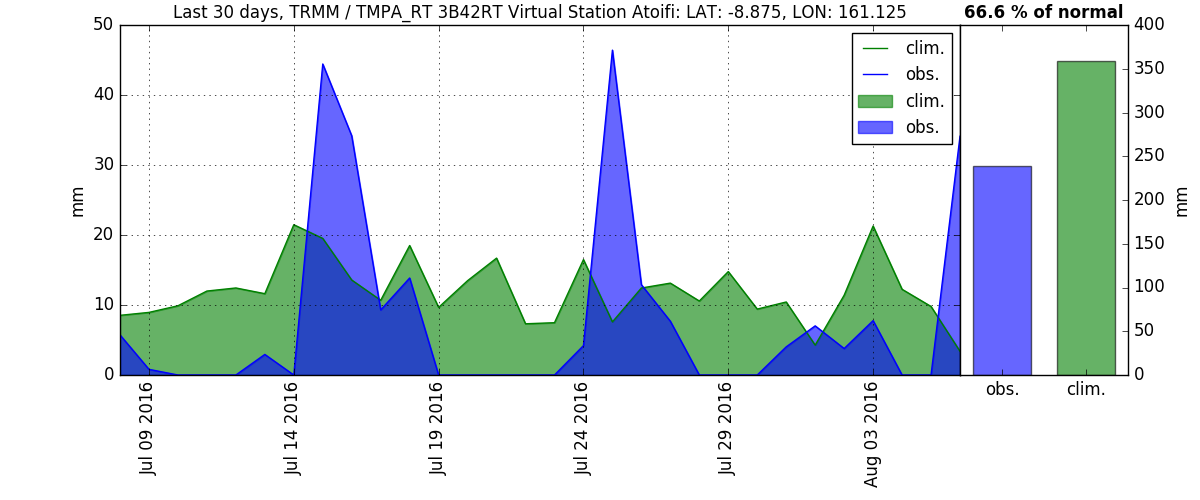 Last 30 days, TRMM / TMPA_RT 3B42RT Virtual Station Atoifi: LAT: -8.875, LON: 161.125
66.6 % of normal
50
40
30
20
10
0
mm
clim.
obs.
clim.
obs.
Jul 09 2016
Jul 14 2016
Jul 19 2016
Jul 24 2016
Jul 29 2016
Aug 03 2016
400
350
300
250
200
150
100
50
0
mm
obs.
clim.